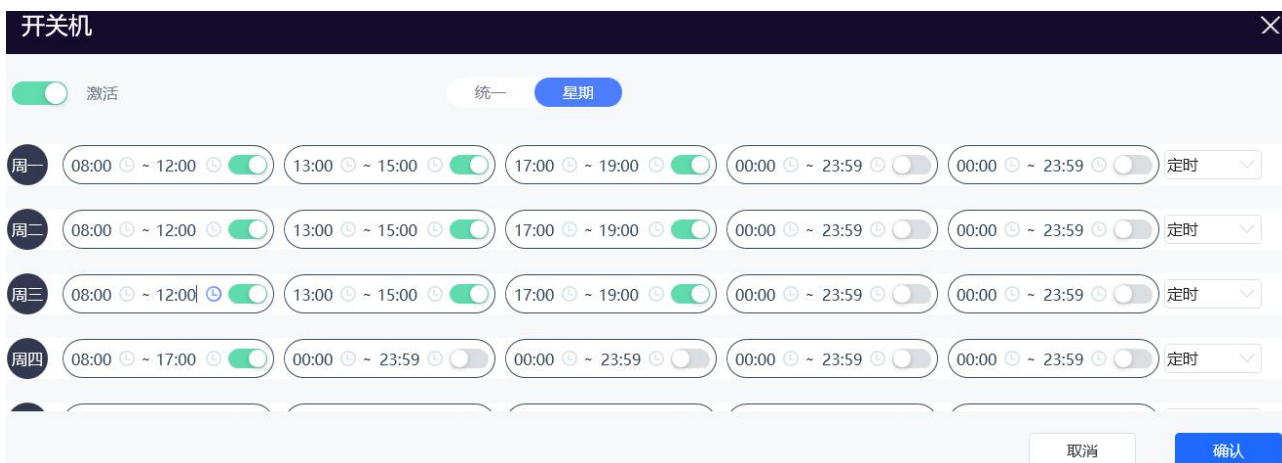 开关机
激活 统一 星期
周一 08:00 ~ 12:00 13:00 ~ 15:00 17:00 ~ 19:00 00:00 ~ 23:59 00:00 ~ 23:59 定时
周二 08:00 ~ 12:00 13:00 ~ 15:00 17:00 ~ 19:00 00:00 ~ 23:59 00:00 ~ 23:59 定时
周三 08:00 ~ 12:00 13:00 ~ 15:00 17:00 ~ 19:00 00:00 ~ 23:59 00:00 ~ 23:59 定时
周四 08:00 ~ 17:00 00:00 ~ 23:59 00:00 ~ 23:59 00:00 ~ 23:59 00:00 ~ 23:59 定时
取消 确认